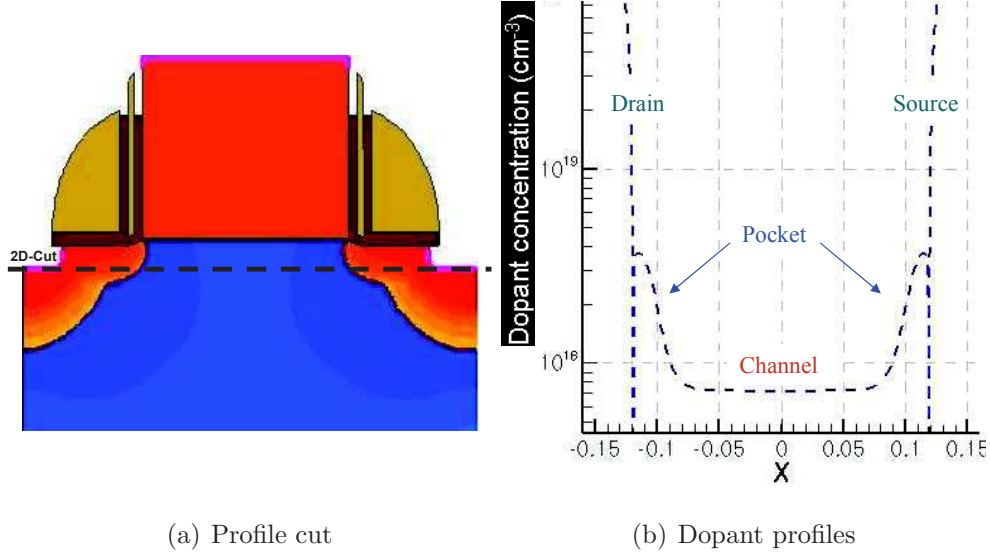 2D-Cut
(a) Profile cut
Dopant concentration (cm-3)
Drain
Source
10^19
Pocket
10^16
Channel
-0.15 -0.1 -0.05 0 0.05 0.1 0.15
X
(b) Dopant profiles